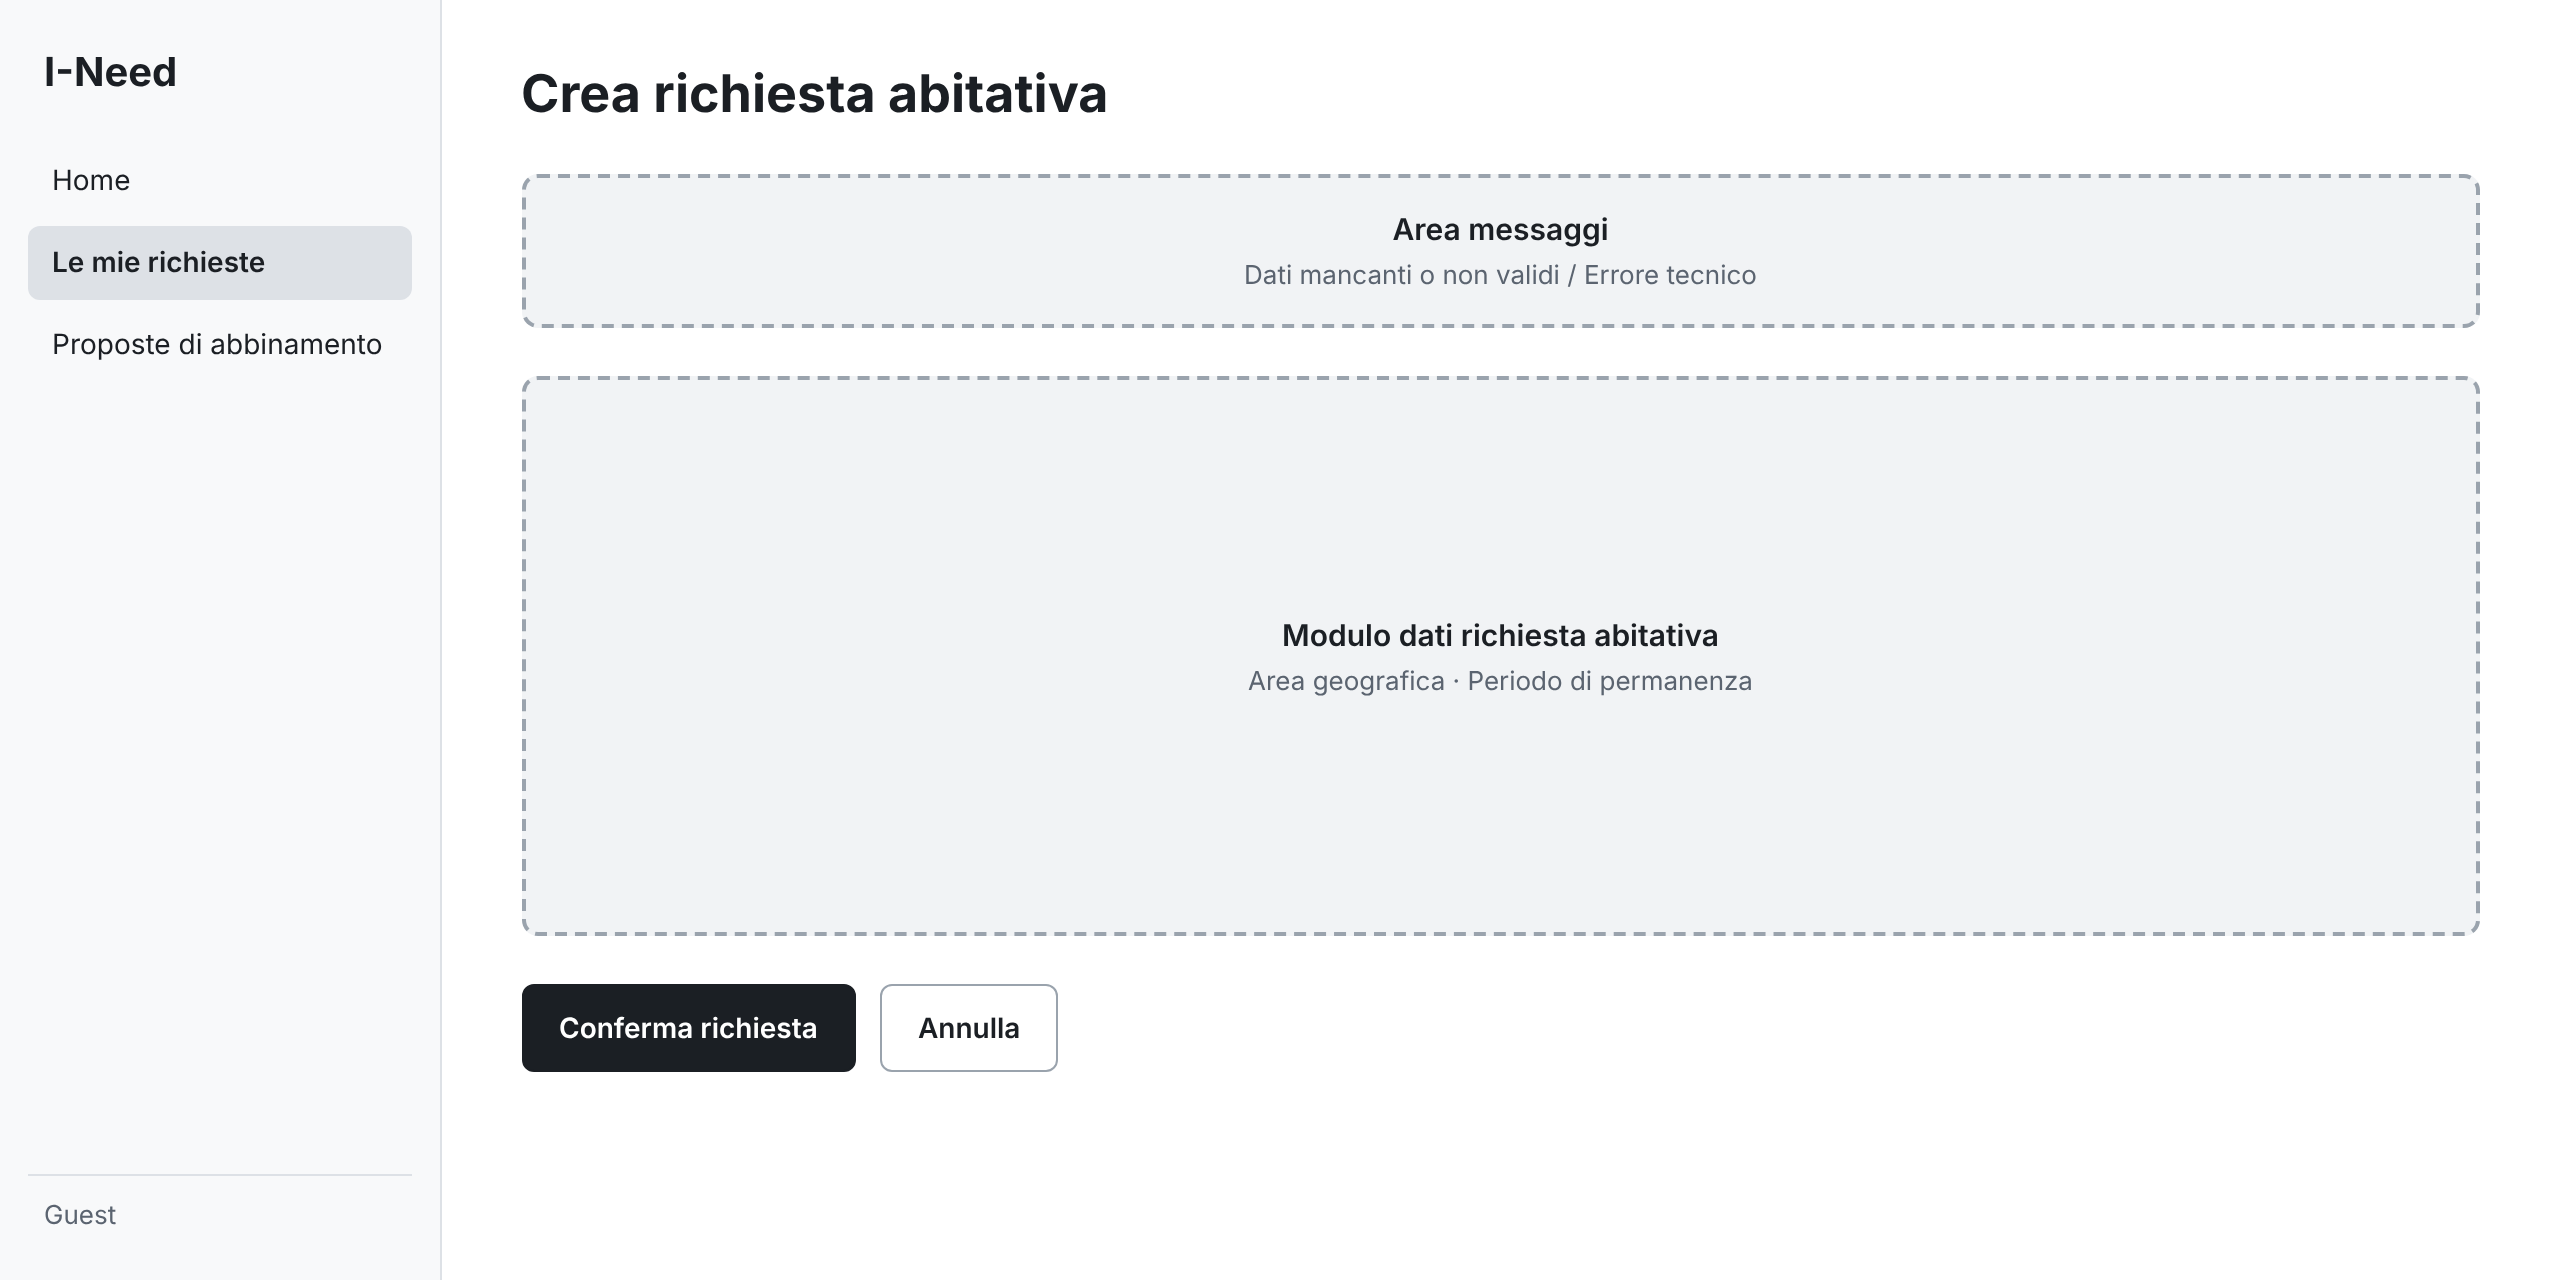 I-Need
Home
Le mie richieste
Proposte di abbinamento
Guest
Crea richiesta abitativa
Area messaggi
Dati mancanti o non validi / Errore tecnico
Modulo dati richiesta abitativa
Area geografica · Periodo di permanenza
Conferma richiesta
Annulla